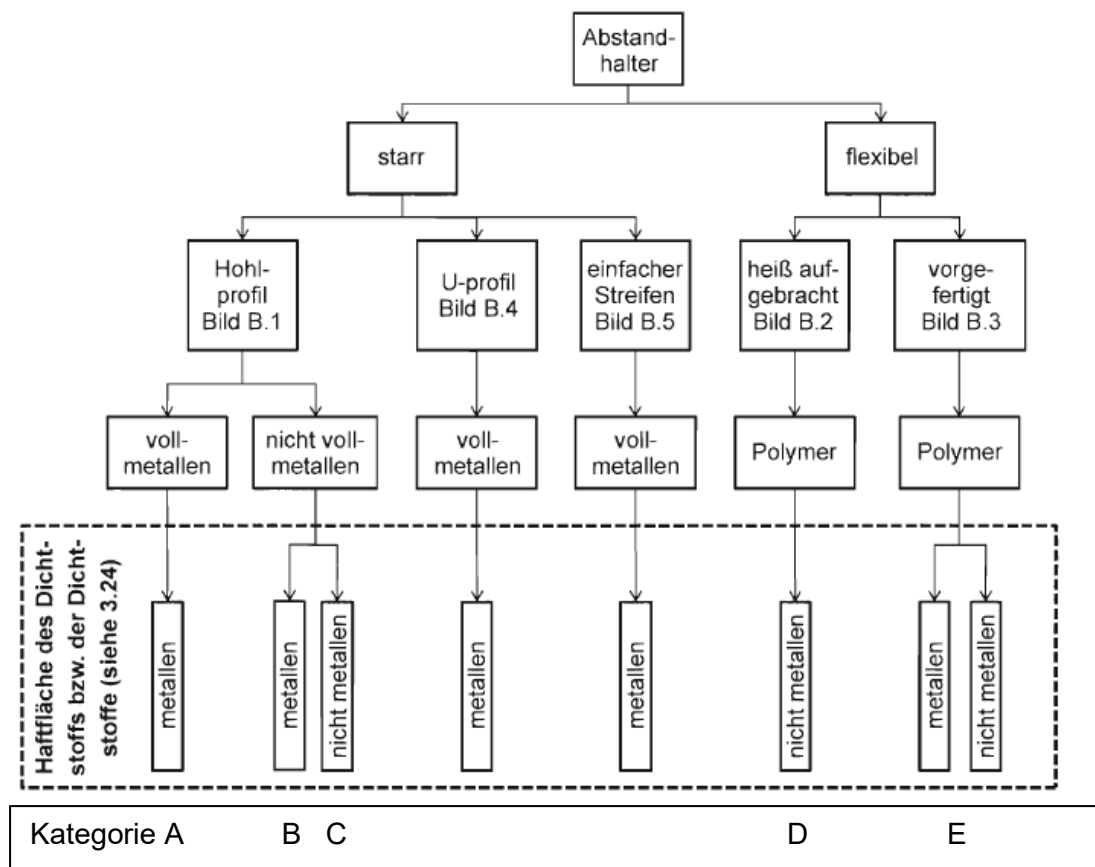 Abstand-
halter
starr
flexibel
Hohl-
profil
Bild B.1
U-profil
Bild B.4
einfacher
Streifen
Bild B.5
heiß auf-
gebracht
Bild B.2
vorge-
fertigt
Bild B.3
voll-
metallen
nicht voll-
metallen
voll-
metallen
voll-
metallen
Polymer
Polymer
Haftfläche des Dicht-
stoffs bzw. der Dicht-
stoffe (siehe 3.24)
metallen
metallen
nicht metallen
metallen
metallen
nicht metallen
metallen
nicht metallen
Kategorie A B C D E